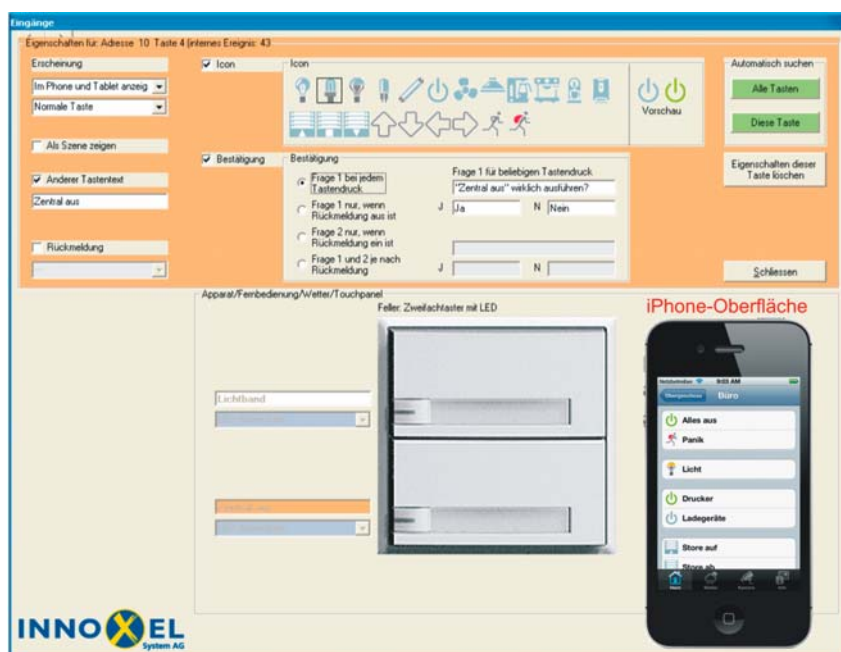 Eingänge
Eigenschaften für: Adresse 10 Taste 4 (internes Ereignis: 43
Erscheinung
Im Phone und Tablet anzeig
Normale Taste
Als Szene zeigen
Anderer Tastentext
Zentral aus
Rückmeldung
Icon
Icon
Vorschau
Bestätigung
Bestätigung
Frage 1 bei jedem
Tastendruck
Frage 1 nur, wenn
Rückmeldung aus ist
Frage 2 nur, wenn
Rückmeldung ein ist
Frage 1 und 2 je nach
Rückmeldung
Frage 1 für beliebigen Tastendruck
"Zentral aus" wirklich ausführen?
J Ja N Nein
J N
Automatisch suchen
Alle Tasten
Diese Taste
Eigenschaften dieser
Taste löschen
Schliessen
Apparat/Fernbedienung/Wetter/Touchpanel
Feller: Zweifachtaster mit LED
Lichtband
iPhone-Oberfläche
9:03 AM
Büro
Alles aus
Panik
Licht
Drucker
Ladegeräte
Store auf
Store ab
INNOXEL
System AG